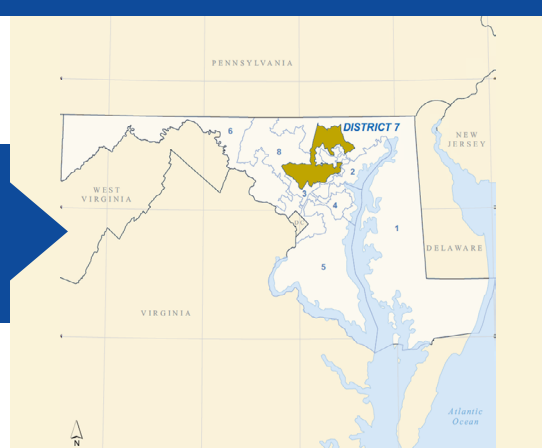 PENNSYLVANIA
DISTRICT 7
6
8
NEW
JERSEY
2
WEST
VIRGINIA
3
4
D.C.
1
DELAWARE
5
VIRGINIA
Atlantic
Ocean
N